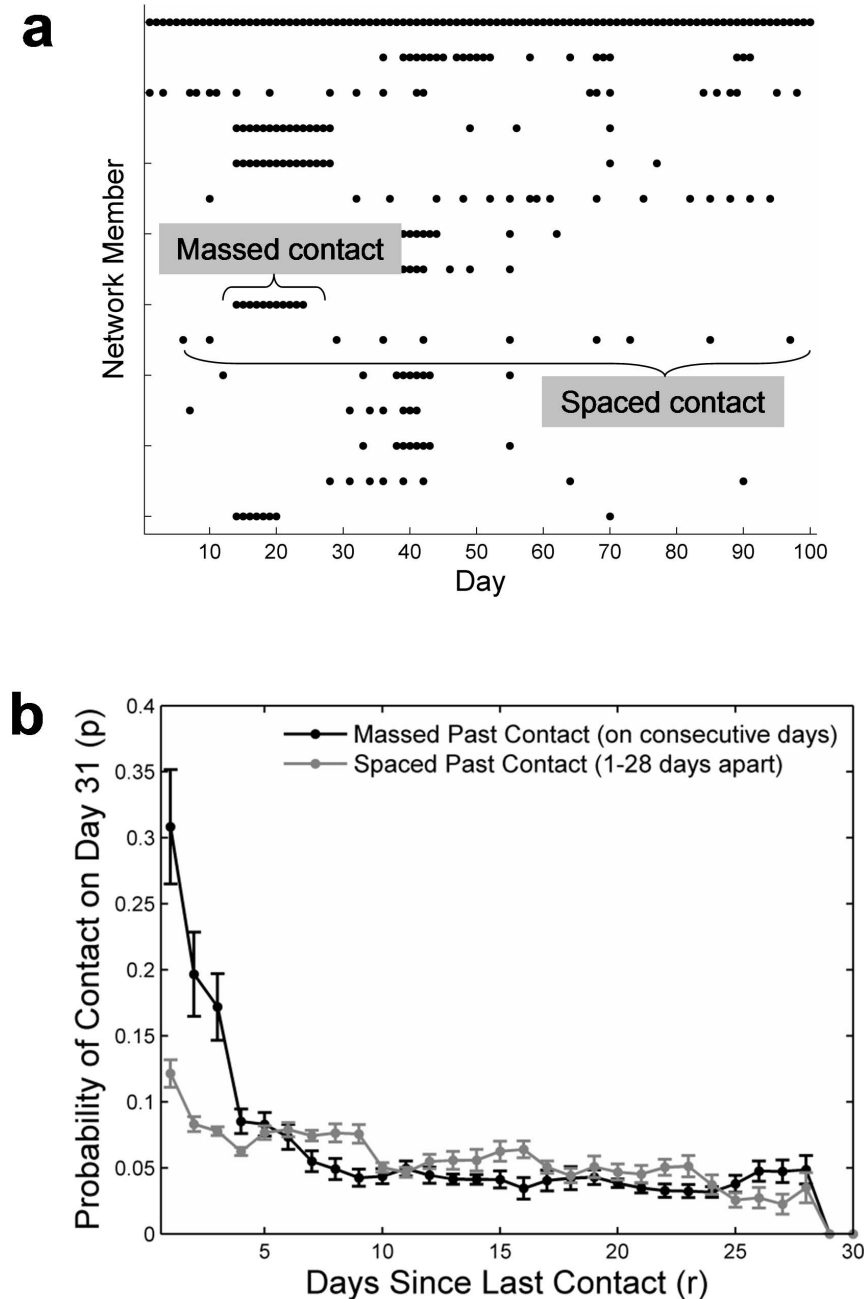 a
Network Member
Massed contact
Spaced contact
10 20 30 40 50 60 70 80 90 100
Day
b
Probability of Contact on Day 31 (p)
0.4
0.35
0.3
0.25
0.2
0.15
0.1
0.05
0
Massed Past Contact (on consecutive days)
Spaced Past Contact (1-28 days apart)
5 10 15 20 25 30
Days Since Last Contact (r)